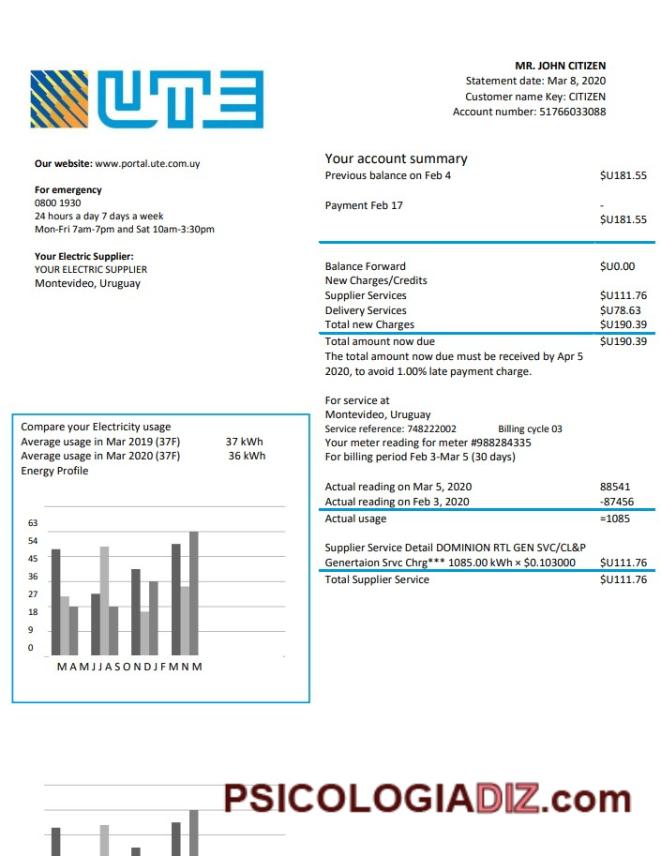 UTE
MR. JOHN CITIZEN
Statement date: Mar 8, 2020
Customer name Key: CITIZEN
Account number: 51766033088
Our website: www.portal.ute.com.uy
For emergency
0800 1930
24 hours a day 7 days a week
Mon-Fri 7am-7pm and Sat 10am-3:30pm
Your Electric Supplier:
YOUR ELECTRIC SUPPLIER
Montevideo, Uruguay
Your account summary
Previous balance on Feb 4 $U181.55
Payment Feb 17 -
$U181.55
Balance Forward $U0.00
New Charges/Credits
Supplier Services $U111.76
Delivery Services $U78.63
Total new Charges $U190.39
Total amount now due $U190.39
The total amount now due must be received by Apr 5
2020, to avoid 1.00% late payment charge.
For service at
Montevideo, Uruguay
Service reference: 748222002 Billing cycle 03
Your meter reading for meter #988284335
For billing period Feb 3-Mar 5 (30 days)
Actual reading on Mar 5, 2020 88541
Actual reading on Feb 3, 2020 -87456
Actual usage =1085
Supplier Service Detail DOMINION RTL GEN SVC/CL&P
Genertaion Srvc Chrg*** 1085.00 kWh × $0.103000 $U111.76
Total Supplier Service $U111.76
Compare your Electricity usage
Average usage in Mar 2019 (37F) 37 kWh
Average usage in Mar 2020 (37F) 36 kWh
Energy Profile
63
54
45
36
27
18
9
0
M A M J J A S O N D J F M N M
PSICOLOGIADIZ.com